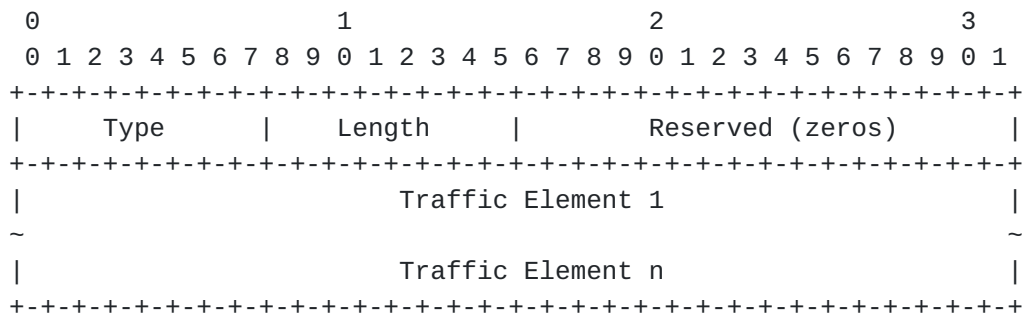 0                   1                   2                   3
 0 1 2 3 4 5 6 7 8 9 0 1 2 3 4 5 6 7 8 9 0 1 2 3 4 5 6 7 8 9 0 1
+-+-+-+-+-+-+-+-+-+-+-+-+-+-+-+-+-+-+-+-+-+-+-+-+-+-+-+-+-+-+-+-+
|     Type      |    Length     |        Reserved (zeros)       |
+-+-+-+-+-+-+-+-+-+-+-+-+-+-+-+-+-+-+-+-+-+-+-+-+-+-+-+-+-+-+-+-+
|                        Traffic Element 1                      |
~                                                               ~
|                        Traffic Element n                      |
+-+-+-+-+-+-+-+-+-+-+-+-+-+-+-+-+-+-+-+-+-+-+-+-+-+-+-+-+-+-+-+-+